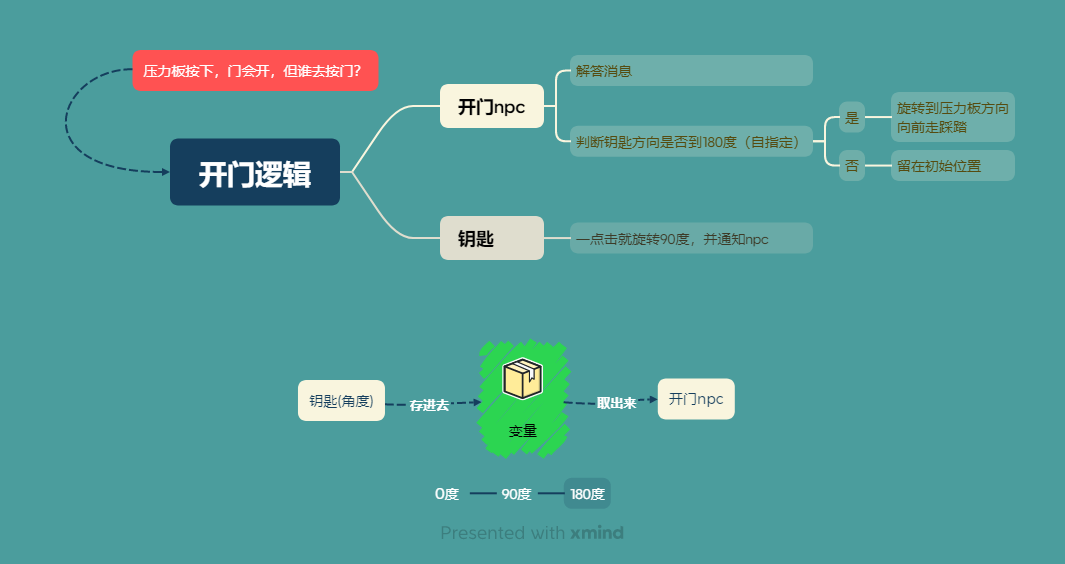 压力板按下，门会开，但谁去按门？
开门逻辑
开门npc
解答消息
判断钥匙方向是否到180度（自指定）
是
旋转到压力板方向
向前走踩踏
否
留在初始位置
钥匙
一点击就旋转90度，并通知npc
钥匙(角度)
存进去
变量
取出来
开门npc
0度
90度
180度
Presented with xmind